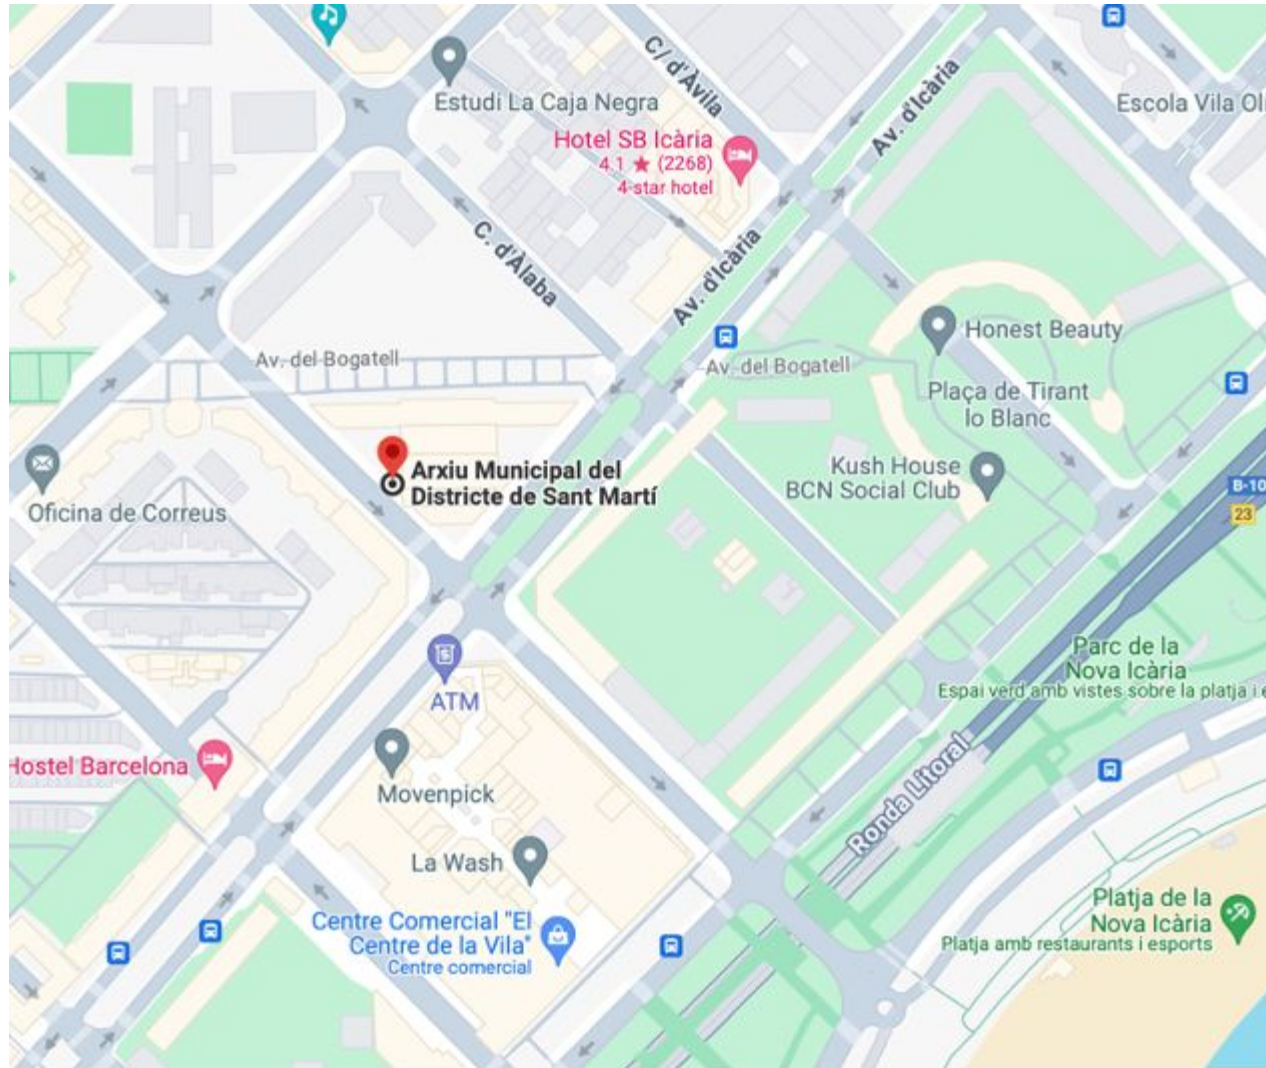 C/ d'Àvila
Av. d'Icària
Estudi La Caja Negra
Escola Vila Oli
Hotel SB Icària
4.1 ★ (2268)
4-star hotel
C. d'Àlaba
Av. d'Icària
Honest Beauty
Av. del Bogatell
Av. del Bogatell
Plaça de Tirant
lo Blanc
Arxiu Municipal del
Districte de Sant Martí
Kush House
BCN Social Club
B-10
23
Oficina de Correus
Parc de la
Nova Icària
Espai verd amb vistes sobre la platja i e
ATM
Hostel Barcelona
Movenpick
Ronda Litoral
La Wash
Centre Comercial "El
Centre de la Vila"
Centre comercial
Platja de la
Nova Icària
Platja amb restaurants i esports